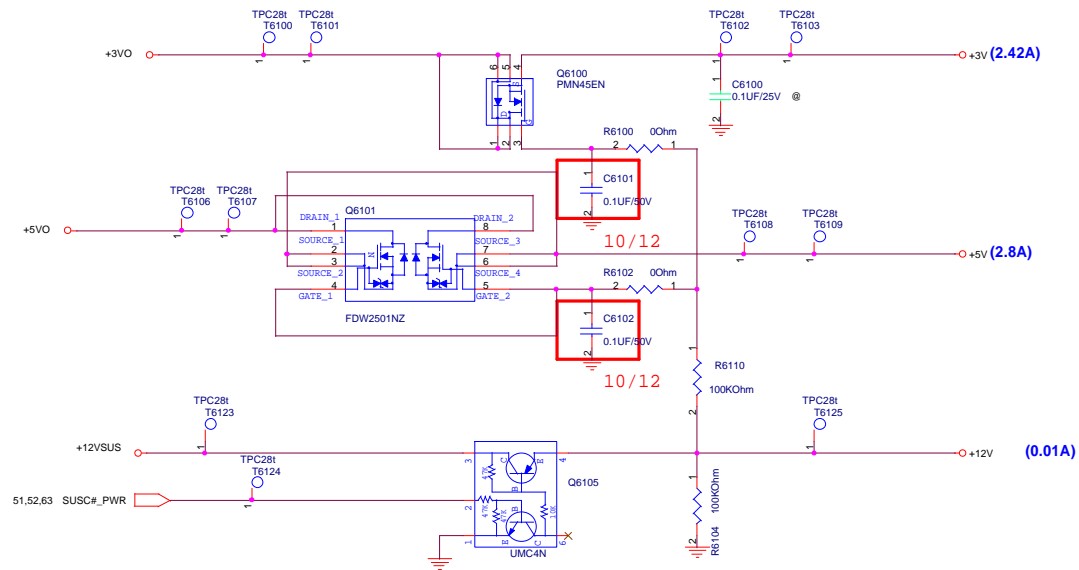 TPC28t
T6100
TPC28t
T6101
TPC28t
T6102
TPC28t
T6103
+3VO
1
1
1
1
+3V
(2.42A)
6
5
4
S
D
G
1
2
3
Q6100
PMN45EN
1
C6100
0.1UF/25V @
2
R6100
0Ohm
2
1
1
C6101
0.1UF/50V
2
10/12
TPC28t
T6106
TPC28t
T6107
+5VO
1
1
Q6101
DRAIN_1
1
SOURCE_1
2
3
SOURCE_2
4
GATE_1
N
DRAIN_2
8
SOURCE_3
7
6
SOURCE_4
5
GATE_2
FDW2501NZ
TPC28t
T6108
TPC28t
T6109
1
1
+5V
(2.8A)
R6102
0Ohm
2
1
1
C6102
0.1UF/50V
2
10/12
1
R6110
100KOhm
2
TPC28t
T6123
TPC28t
T6125
+12VSUS
1
1
+12V
(0.01A)
TPC28t
T6124
51,52,63 SUSC#_PWR
1
3
C
E
4
Q6105
47K
B
2
47K
47K
B
10K
1
E
C
6
UMC4N
1
100KOhm
2
R6104